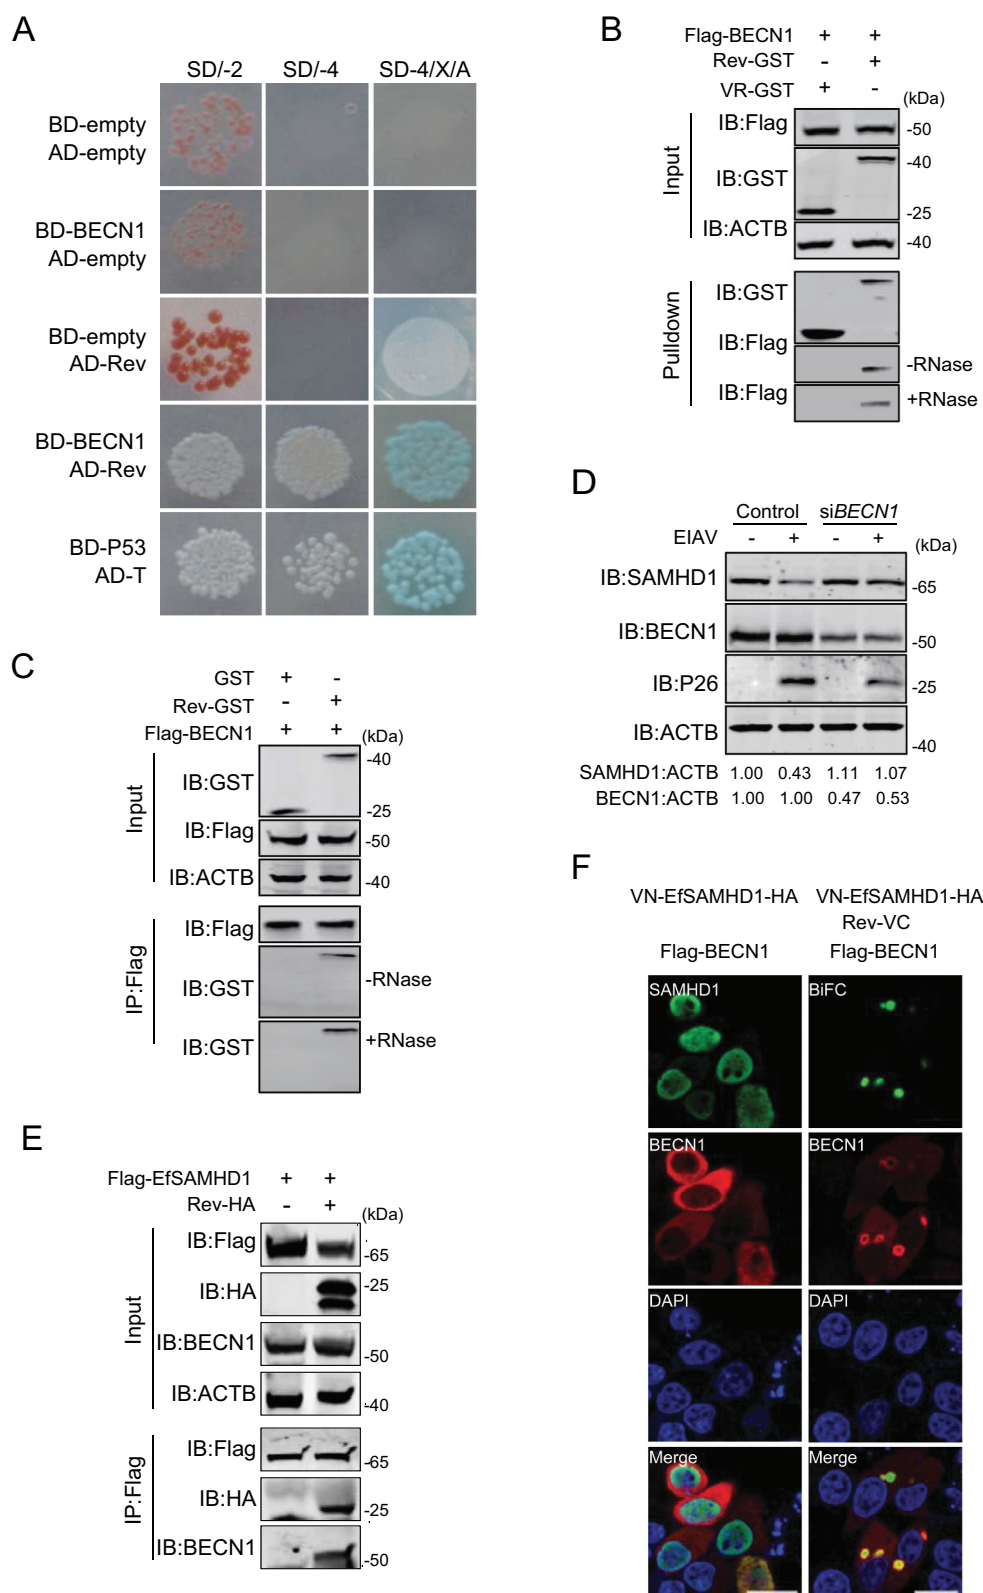 A
SD/-2 SD/-4 SD-4/X/A
BD-empty
AD-empty
BD-BECN1
AD-empty
BD-empty
AD-Rev
BD-BECN1
AD-Rev
BD-P53
AD-T
B
Flag-BECN1 + +
Rev-GST - +
VR-GST + -
(kDa)
Input
IB:Flag -50
-40
IB:GST
-25
IB:ACTB -40
Pulldown
IB:GST
IB:Flag
-RNase
IB:Flag +RNase
C
GST + -
Rev-GST - +
Flag-BECN1 + + (kDa)
Input
-40
IB:GST
-25
IB:Flag -50
IB:ACTB -40
IP:Flag
IB:Flag
IB:GST -RNase
IB:GST +RNase
D
Control siBECN1
EIAV - + - + (kDa)
IB:SAMHD1 -65
IB:BECN1 -50
IB:P26 -25
IB:ACTB -40
SAMHD1:ACTB 1.00 0.43 1.11 1.07
BECN1:ACTB 1.00 1.00 0.47 0.53
E
Flag-EfSAMHD1 + +
Rev-HA - + (kDa)
Input
IB:Flag -65
IB:HA -25
IB:BECN1 -50
IB:ACTB -40
IP:Flag
IB:Flag -65
IB:HA -25
IB:BECN1 -50
F
VN-EfSAMHD1-HA VN-EfSAMHD1-HA
Rev-VC
Flag-BECN1 Flag-BECN1
SAMHD1 BiFC
BECN1 BECN1
DAPI DAPI
Merge Merge